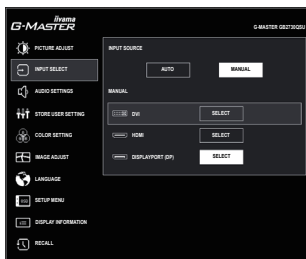 iiyama
G-MASTER
G-MASTER GB2730QSU
PICTURE ADJUST
INPUT SELECT
AUDIO SETTINGS
STORE USER SETTING
COLOR SETTING
IMAGE ADJUST
LANGUAGE
SETUP MENU
DISPLAY INFORMATION
RECALL
INPUT SOURCE
AUTO MANUAL
MANUAL
DVI SELECT
HDMI SELECT
DISPLAYPORT (DP) SELECT